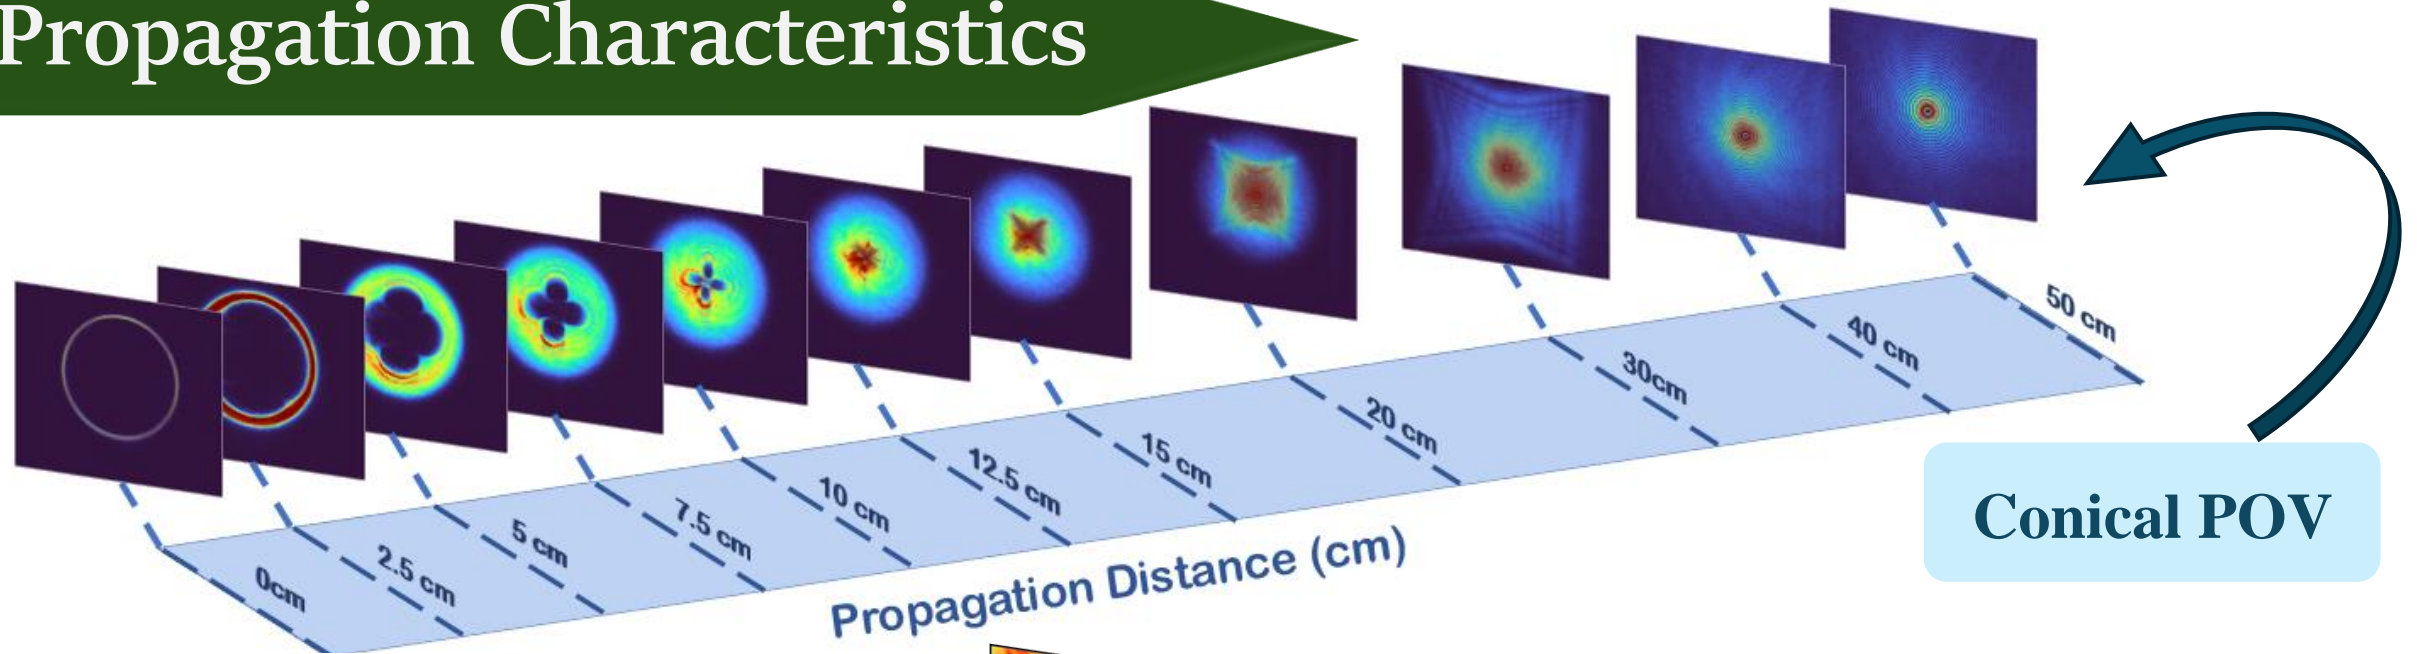 Propagation Characteristics
0cm
2.5 cm
5 cm
7.5 cm
10 cm
12.5 cm
15 cm
20 cm
30cm
40 cm
50 cm
Propagation Distance (cm)
Conical POV